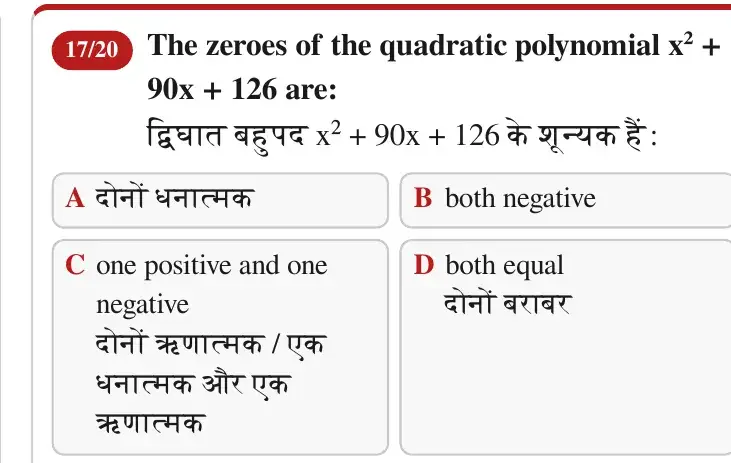 17/20 The zeroes of the quadratic polynomial x² +
90x + 126 are:
द्विघात बहुपद x² + 90x + 126 के शून्यक हैं :
A दोनों धनात्मक
B both negative
C one positive and one
negative
दोनों ऋणात्मक / एक
धनात्मक और एक
ऋणात्मक
D both equal
दोनों बराबर